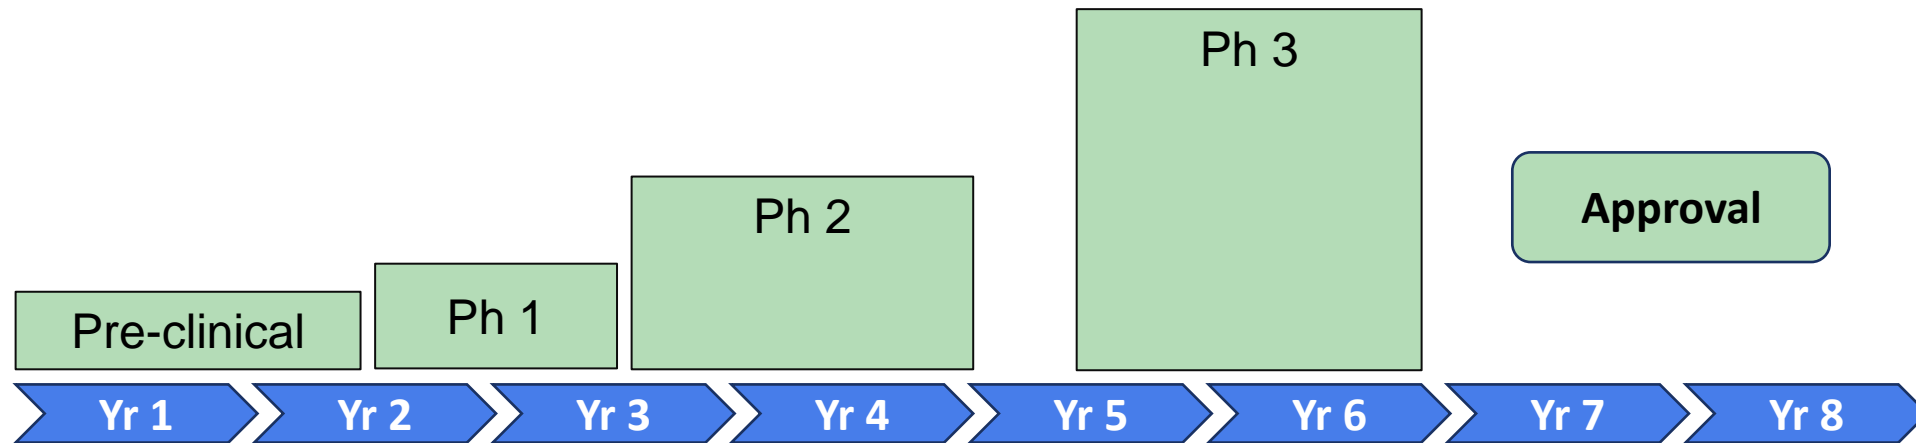 Ph 3
Ph 2
Approval
Ph 1
Pre-clinical
Yr 1
Yr 2
Yr 3
Yr 4
Yr 5
Yr 6
Yr 7
Yr 8